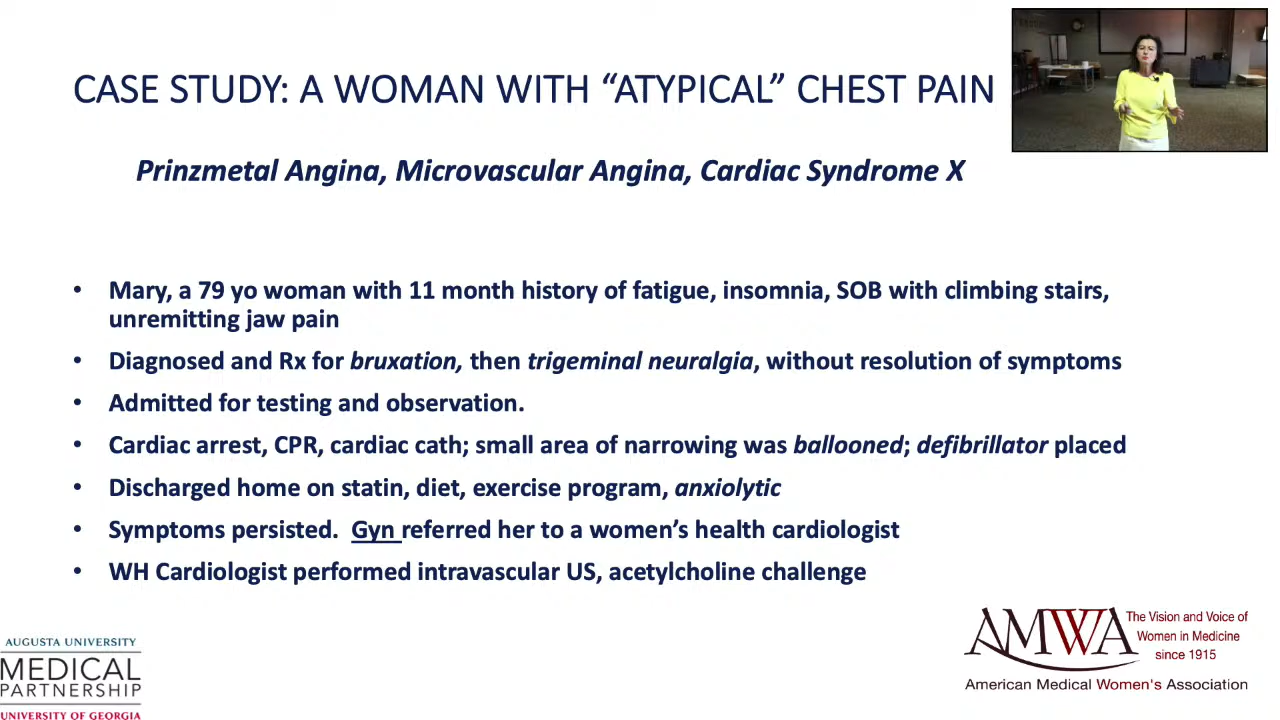 CASE STUDY: A WOMAN WITH “ATYPICAL” CHEST PAIN
Prinzmetal Angina, Microvascular Angina, Cardiac Syndrome X
• Mary, a 79 yo woman with 11 month history of fatigue, insomnia, SOB with climbing stairs,
unremitting jaw pain
• Diagnosed and Rx for bruxation, then trigeminal neuralgia, without resolution of symptoms
• Admitted for testing and observation.
• Cardiac arrest, CPR, cardiac cath; small area of narrowing was ballooned; defibrillator placed
• Discharged home on statin, diet, exercise program, anxiolytic
• Symptoms persisted. Gyn referred her to a women’s health cardiologist
• WH Cardiologist performed intravascular US, acetylcholine challenge
AUGUSTA UNIVERSITY
MEDICAL
PARTNERSHIP
UNIVERSITY OF GEORGIA
AMWA
The Vision and Voice of
Women in Medicine
since 1915
American Medical Women's Association